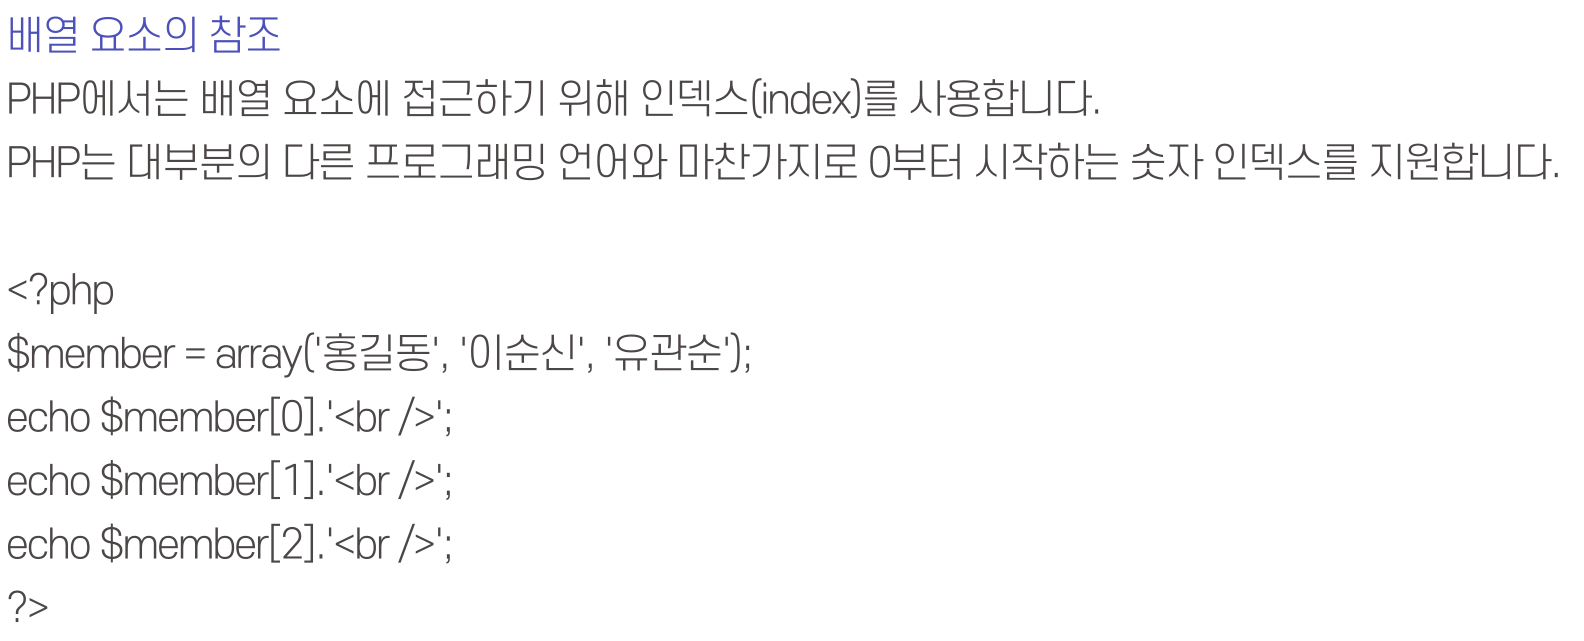 배열 요소의 참조
PHP에서는 배열 요소에 접근하기 위해 인덱스(index)를 사용합니다.
PHP는 대부분의 다른 프로그래밍 언어와 마찬가지로 0부터 시작하는 숫자 인덱스를 지원합니다.
<?php
$member = array('홍길동', '이순신', '유관순');
echo $member[0].'<br />';
echo $member[1].'<br />';
echo $member[2].'<br />';
?>